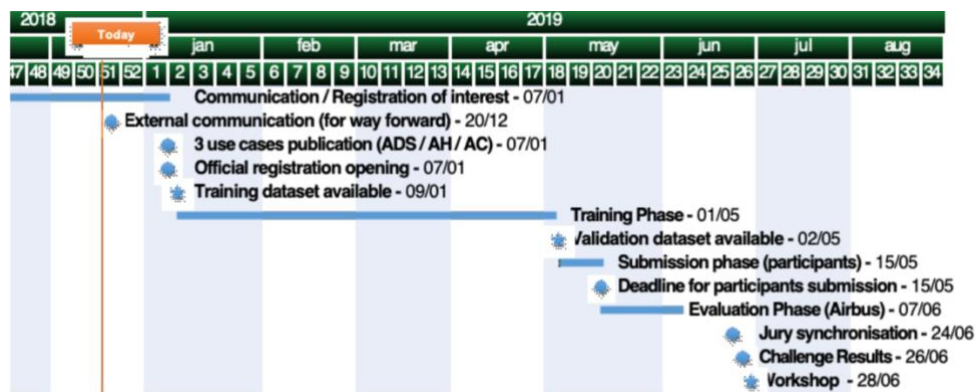 2018 2019
Today
jan feb mar apr may jun jul aug
47 48 49 50 51 52 1 2 3 4 5 6 7 8 9 10 11 12 13 14 15 16 17 18 19 20 21 22 23 24 25 26 27 28 29 30 31 32 33 34
Communication / Registration of interest - 07/01
External communication (for way forward) - 20/12
3 use cases publication (ADS / AH / AC) - 07/01
Official registration opening - 07/01
Training dataset available - 09/01
Training Phase - 01/05
Validation dataset available - 02/05
Submission phase (participants) - 15/05
Deadline for participants submission - 15/05
Evaluation Phase (Airbus) - 07/06
Jury synchronisation - 24/06
Challenge Results - 26/06
Workshop - 28/06